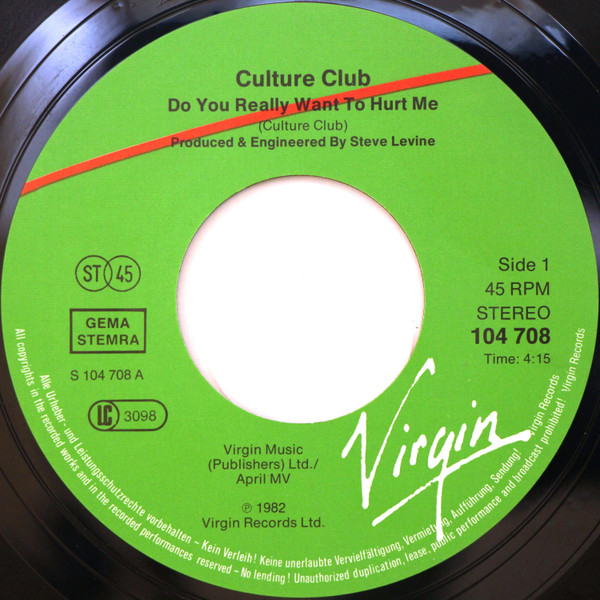 Culture Club
Do You Really Want To Hurt Me
(Culture Club)
Produced & Engineered By Steve Levine
ST 45
GEMA
STEMRA
S 104 708 A
LC 3098
Side 1
45 RPM
STEREO
104 708
Time: 4:15
Virgin
Virgin Music
(Publishers) Ltd./
April MV
℗ 1982
Virgin Records Ltd.
Alle Urheber- und Leistungsschutzrechte vorbehalten – Kein Verleih! Keine unerlaubte Vervielfältigung, Vermietung, Aufführung, Sendung! Virgin Records
All copyrights in the recorded works and in the recorded performances reserved – No lending! Unauthorized duplication, lease, public performance and broadcast prohibited! Virgin Records